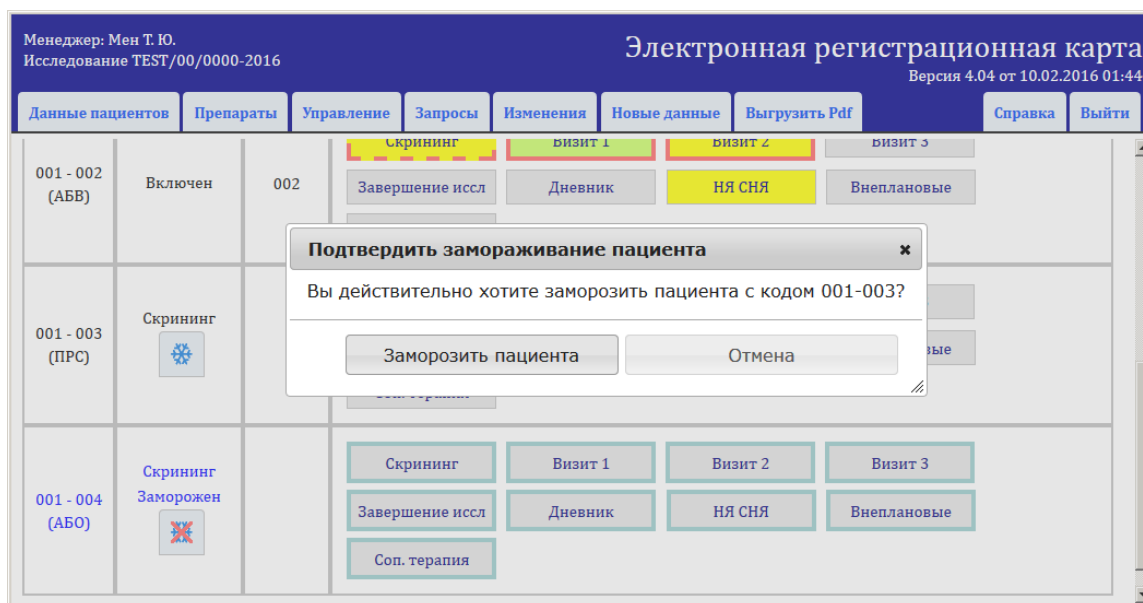 Менеджер: Мен Т. Ю.
Исследование TEST/00/0000-2016
Электронная регистрационная карта
Версия 4.04 от 10.02.2016 01:44
Данные пациентов Препараты Управление Запросы Изменения Новые данные Выгрузить Pdf Справка Выйти
Скрининг Визит 1 Визит 2 Визит 3
001 - 002
(АБВ)
Включен
002
Завершение иссл Дневник НЯ СНЯ Внеплановые
Подтвердить замораживание пациента
Вы действительно хотите заморозить пациента с кодом 001-003?
Заморозить пациента Отмена
001 - 003
(ПРС)
Скрининг
Соп. терапия
001 - 004
(АБО)
Скрининг
Заморожен
Скрининг Визит 1 Визит 2 Визит 3
Завершение иссл Дневник НЯ СНЯ Внеплановые
Соп. терапия